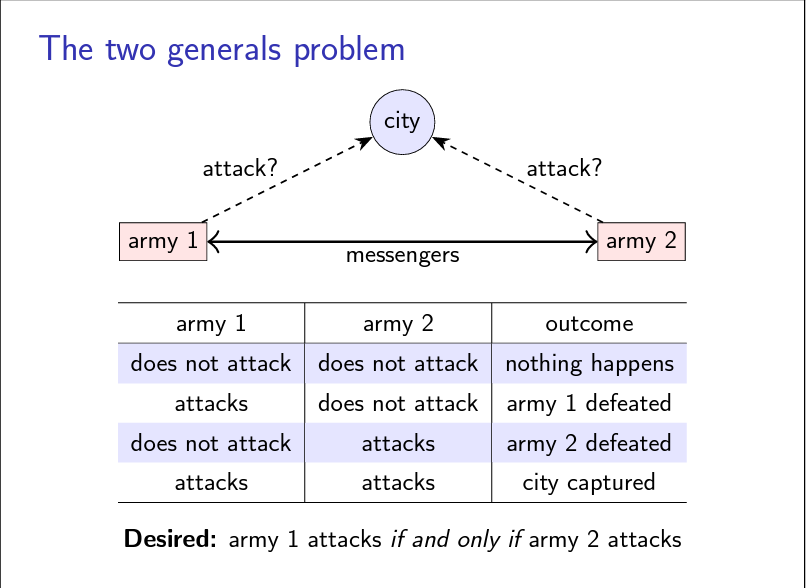 The two generals problem
city
attack? attack?
army 1 army 2
messengers
army 1 army 2 outcome
does not attack does not attack nothing happens
attacks does not attack army 1 defeated
does not attack attacks army 2 defeated
attacks attacks city captured
Desired: army 1 attacks if and only if army 2 attacks